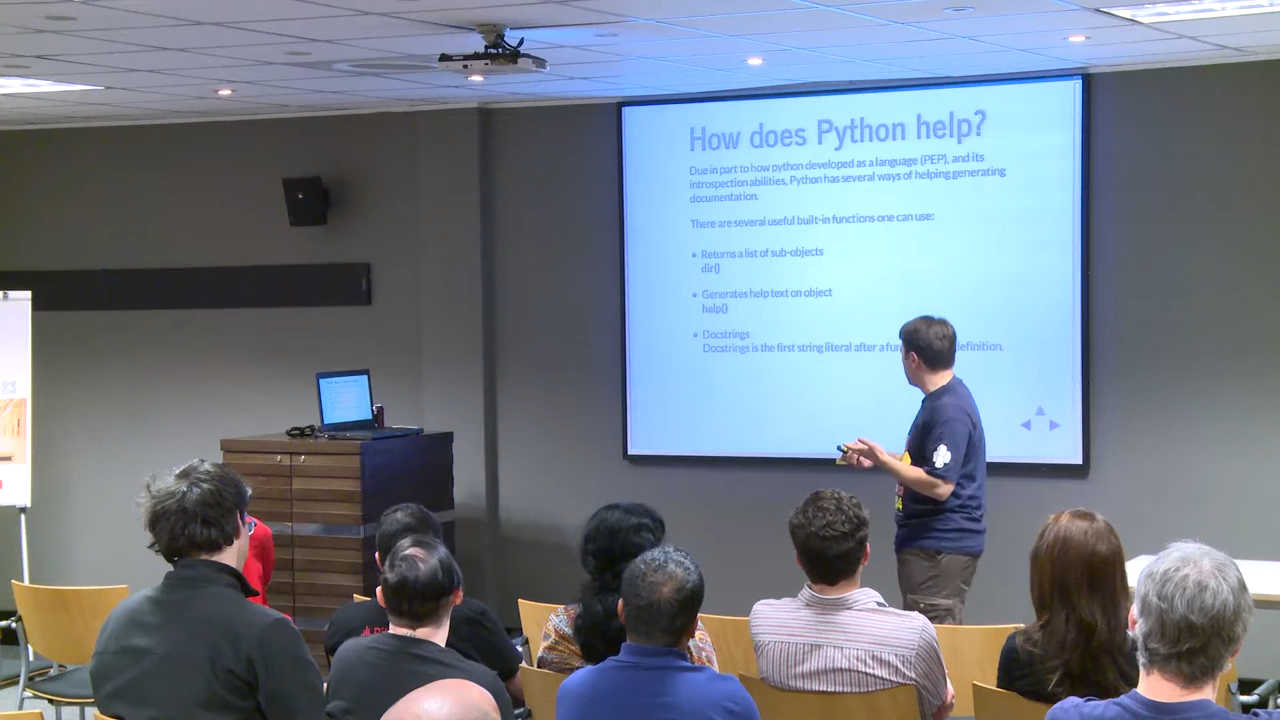 How does Python help?
Due in part to how python developed as a language (PEP), and its
introspection abilities, Python has several ways of helping generating
documentation.
There are several useful built-in functions one can use:
Returns a list of sub-objects
dir()
Generates help text on object
help()
Docstrings
Docstrings is the first string literal after a definition.